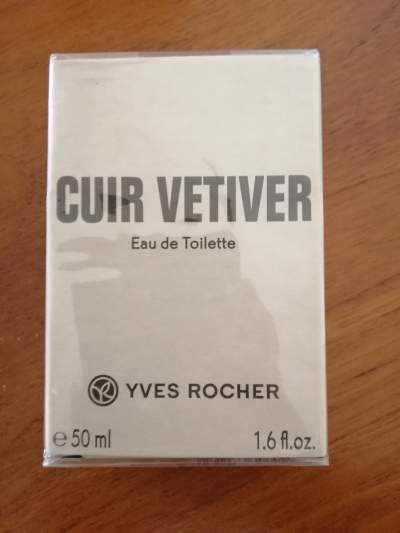 CUIR VETIVER
Eau de Toilette
YVES ROCHER
e 50 ml 1.6 fl.oz.